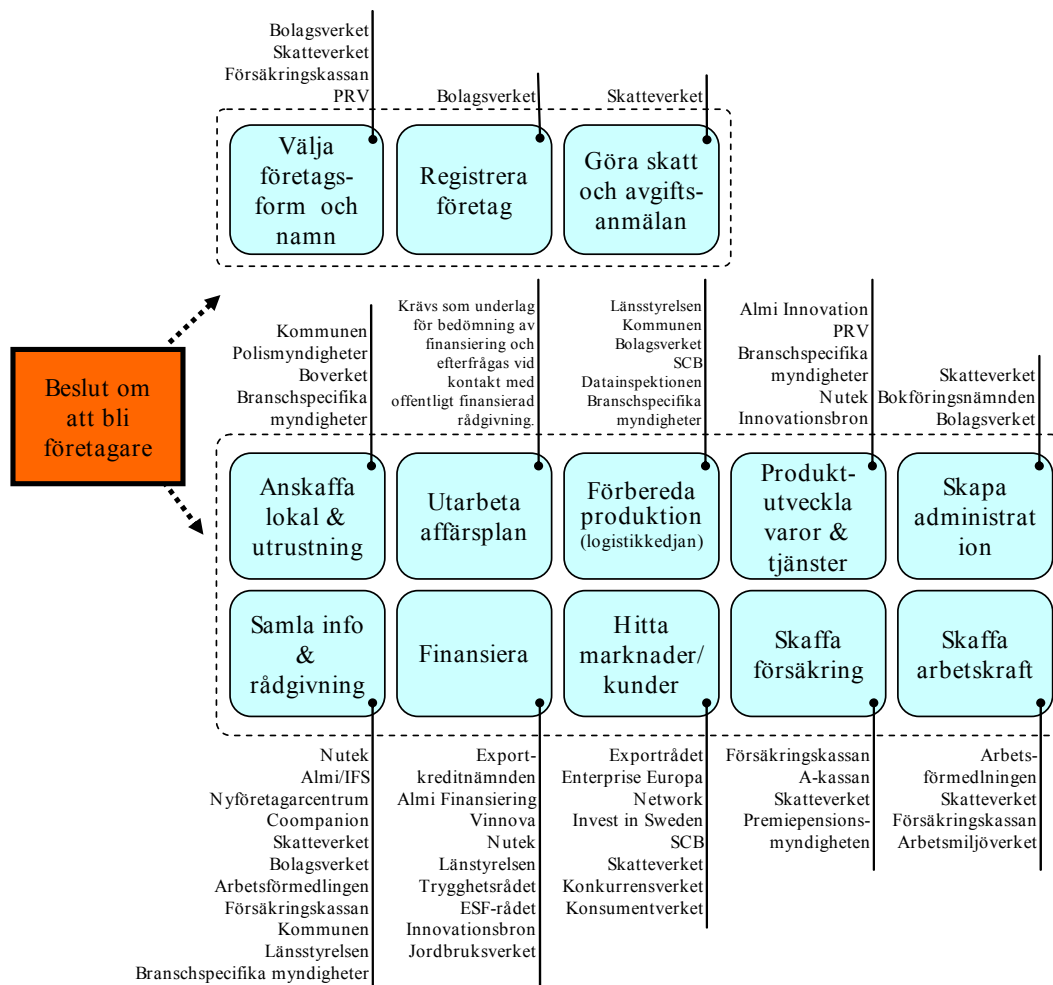 Bolagsverket
Skatteverket
Försäkringskassan
PRV
Bolagsverket
Skatteverket
Välja
företags-
form och
namn
Registrera
företag
Göra skatt
och avgifts-
anmälan
Beslut om
att bli
företagare
Kommunen
Polismyndigheter
Boverket
Branschspecifika
myndigheter
Krävs som underlag
för bedömning av
finansiering och
efterfrågas vid
kontakt med
offentligt finansierad
rådgivning.
Länsstyrelsen
Kommunen
Bolagsverket
SCB
Datainspektionen
Branschspecifika
myndigheter
Almi Innovation
PRV
Branschspecifika
myndigheter
Nutek
Innovationsbron
Skatteverket
Bokföringsnämnden
Bolagsverket
Anskaffa
lokal &
utrustning
Utarbeta
affärsplan
Förbereda
produktion
(logistikkedjan)
Produkt-
utveckla
varor &
tjänster
Skapa
administrat
ion
Samla info
&
rådgivning
Finansiera
Hitta
marknader/
kunder
Skaffa
försäkring
Skaffa
arbetskraft
Nutek
Almi/IFS
Nyföretagarcentrum
Coompanion
Skatteverket
Bolagsverket
Arbetsförmedlingen
Försäkringskassan
Kommunen
Länsstyrelsen
Branschspecifika myndigheter
Export-
kreditnämnden
Almi Finansiering
Vinnova
Nutek
Länstyrelsen
Trygghetsrådet
ESF-rådet
Innovationsbron
Jordbruksverket
Exportrådet
Enterprise Europa
Network
Invest in Sweden
SCB
Skatteverket
Konkurrensverket
Konsumentverket
Försäkringskassan
A-kassan
Skatteverket
Premiepensions-
myndigheten
Arbets-
förmedlningen
Skatteverket
Försäkringskassan
Arbetsmiljöverket